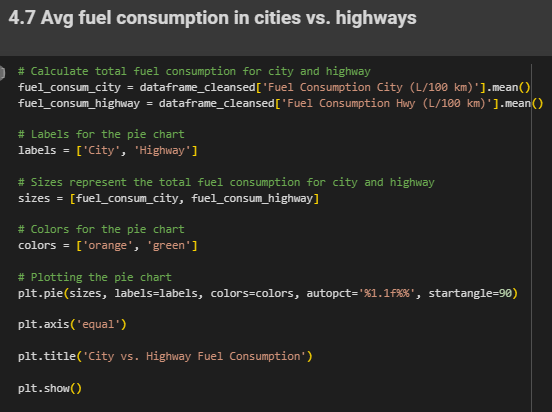 4.7 Avg fuel consumption in cities vs. highways
# Calculate total fuel consumption for city and highway
fuel_consum_city = dataframe_cleansed['Fuel Consumption City (L/100 km)'].mean()
fuel_consum_highway = dataframe_cleansed['Fuel Consumption Hwy (L/100 km)'].mean()
# Labels for the pie chart
labels = ['City', 'Highway']
# Sizes represent the total fuel consumption for city and highway
sizes = [fuel_consum_city, fuel_consum_highway]
# Colors for the pie chart
colors = ['orange', 'green']
# Plotting the pie chart
plt.pie(sizes, labels=labels, colors=colors, autopct='%1.1f%%', startangle=90)
plt.axis('equal')
plt.title('City vs. Highway Fuel Consumption')
plt.show()